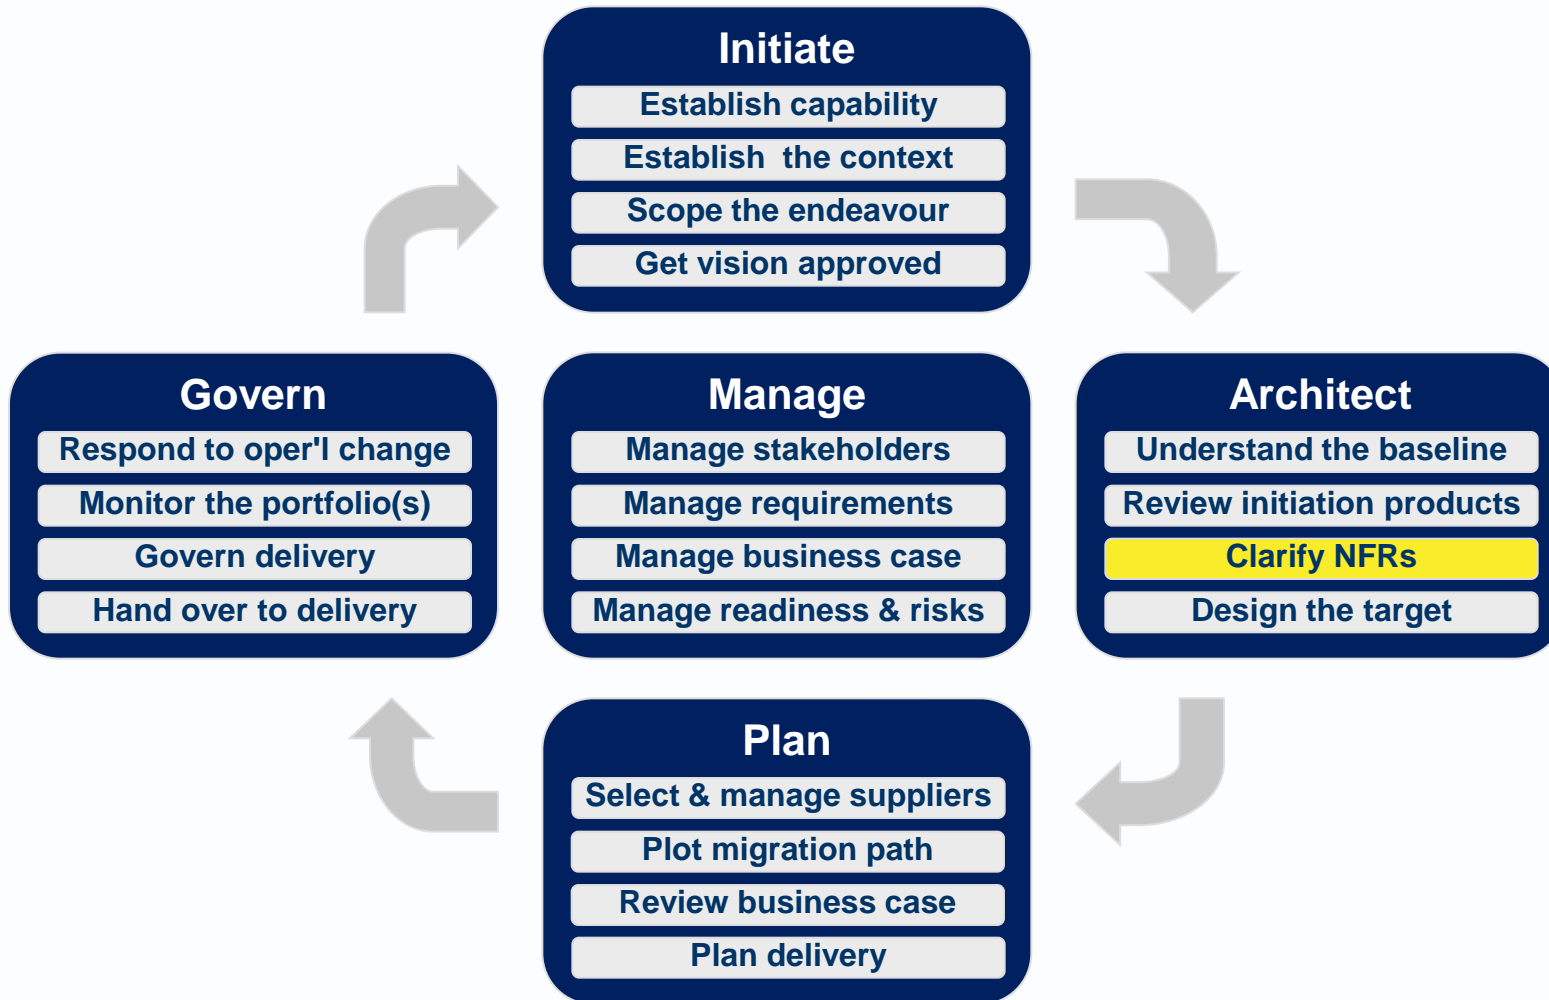 Initiate
Establish capability
Establish  the context
Scope the endeavour
Get vision approved
Govern
Respond to oper'l change
Monitor the portfolio(s)
Govern delivery
Hand over to delivery
Manage
Manage stakeholders
Manage requirements
Manage business case
Manage readiness & risks
Architect
Understand the baseline
Review initiation products
Clarify NFRs
Design the target
Plan
Select & manage suppliers
Plot migration path
Review business case
Plan delivery